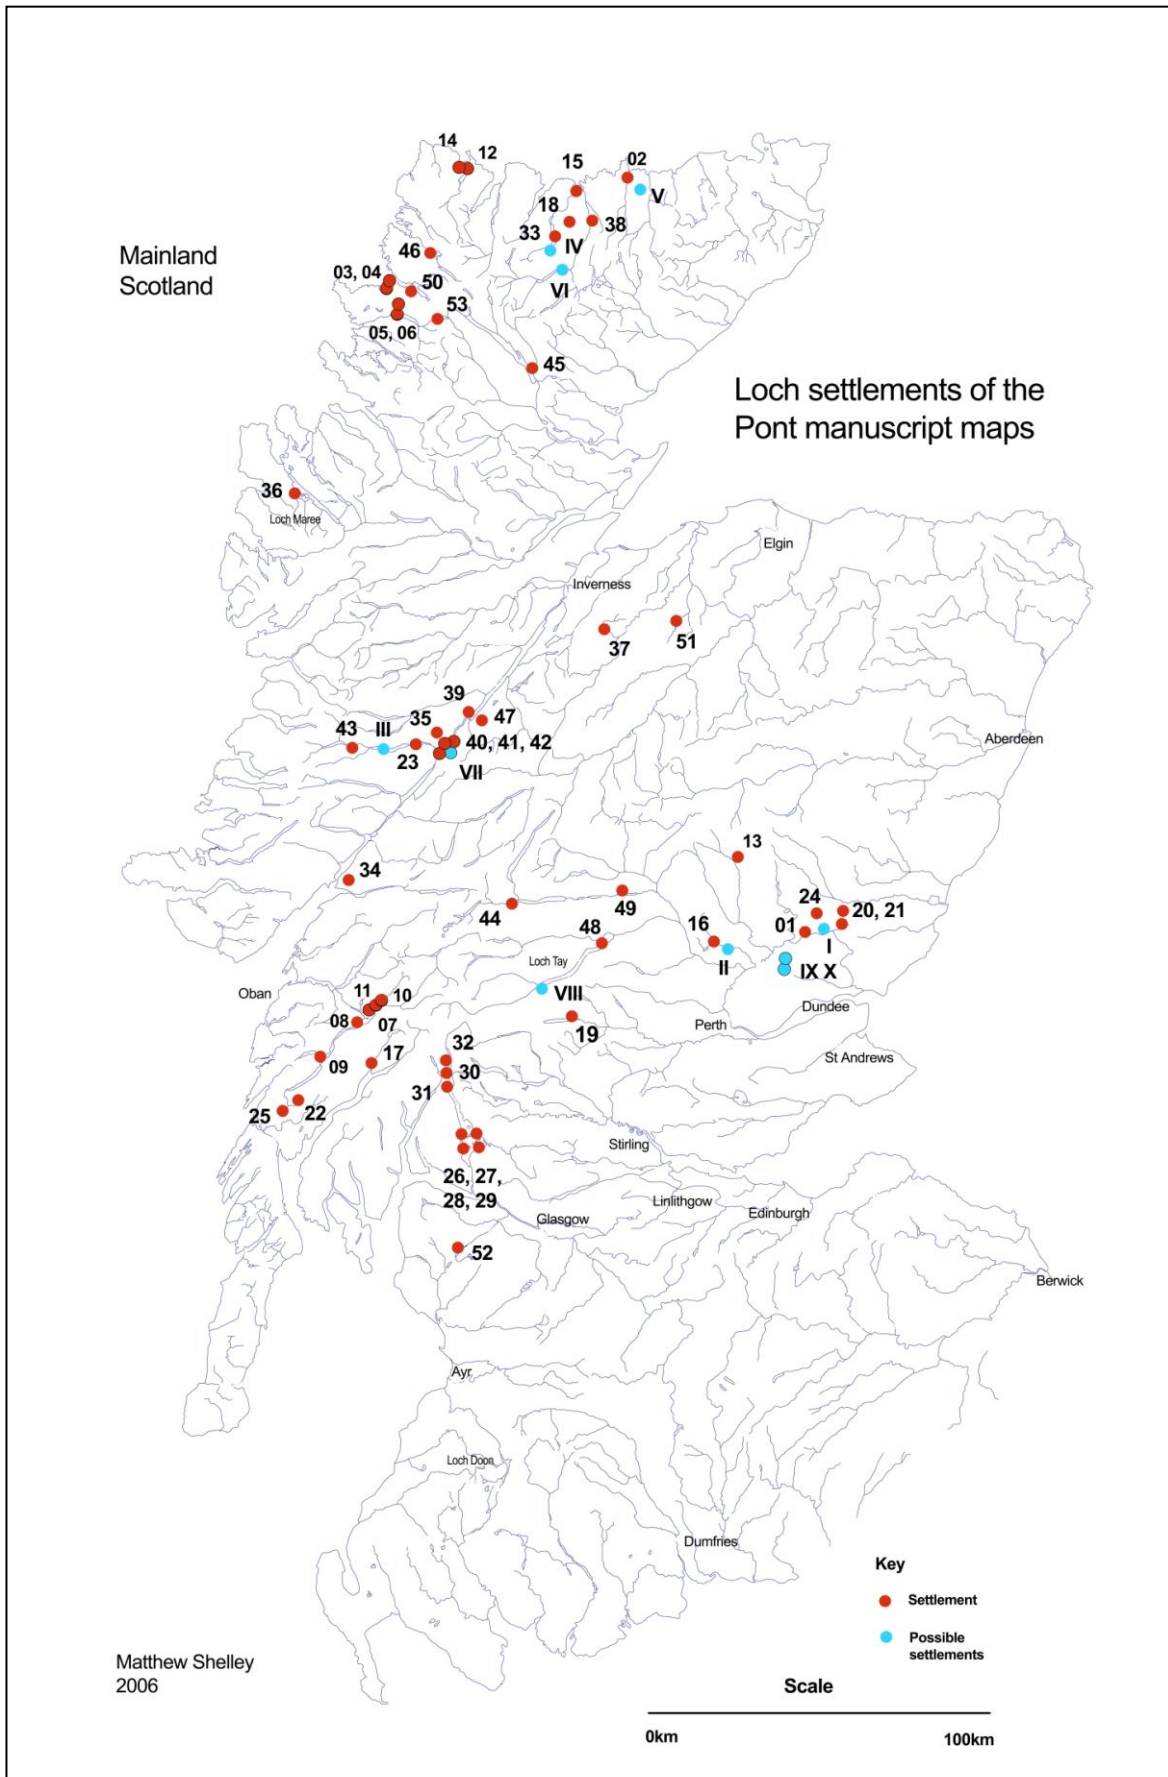 14
12
15
02
V
18
38
33
IV
46
VI
03, 04
50
53
05, 06
45
Mainland
Scotland
Loch settlements of the
Pont manuscript maps
36
Loch Maree
Elgin
Inverness
37
51
39
35
47
43
III
40, 41, 42
23
VII
Aberdeen
13
34
24
20, 21
49
44
16
01
I
48
II
Loch Tay
IX X
Oban
VIII
11
10
Dundee
08
07
Perth
19
32
St Andrews
09
17
30
31
25
22
Stirling
26, 27,
28, 29
Linlithgow
Glasgow
Edinburgh
52
Berwick
Ayr
Loch Doon
Dumfries
Key
Settlement
Possible
settlements
Matthew Shelley
2006
Scale
0km
100km